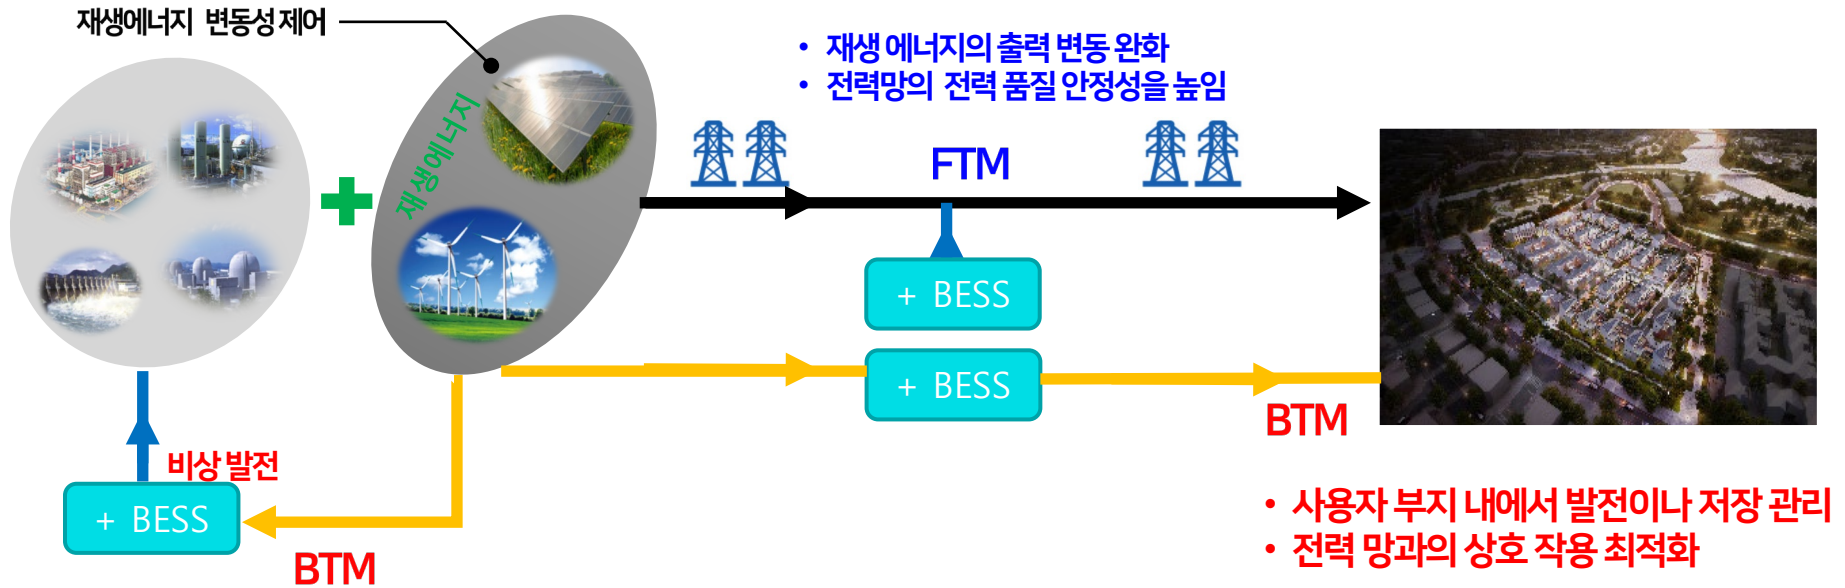 재생에너지 변동성 제어
• 재생 에너지의 출력 변동 완화
• 전력망의 전력 품질 안정성을 높임
재생에너지
FTM
+ BESS
+ BESS
BTM
비상 발전
+ BESS
BTM
• 사용자 부지 내에서 발전이나 저장 관리
• 전력 망과의 상호 작용 최적화